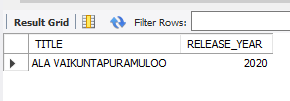 Result Grid Filter Rows:
TITLE RELEASE_YEAR
ALA VAIKUNTAPURAMULOO 2020